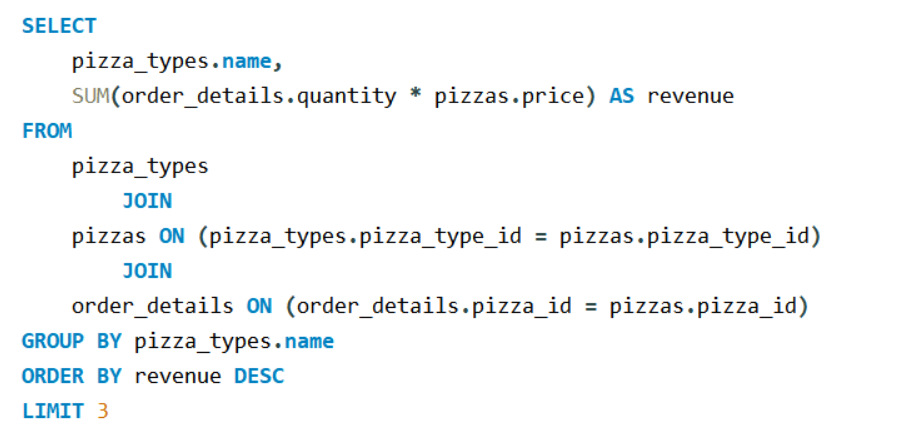 SELECT
pizza_types.name,
SUM(order_details.quantity * pizzas.price) AS revenue
FROM
pizza_types
JOIN
pizzas ON (pizza_types.pizza_type_id = pizzas.pizza_type_id)
JOIN
order_details ON (order_details.pizza_id = pizzas.pizza_id)
GROUP BY pizza_types.name
ORDER BY revenue DESC
LIMIT 3